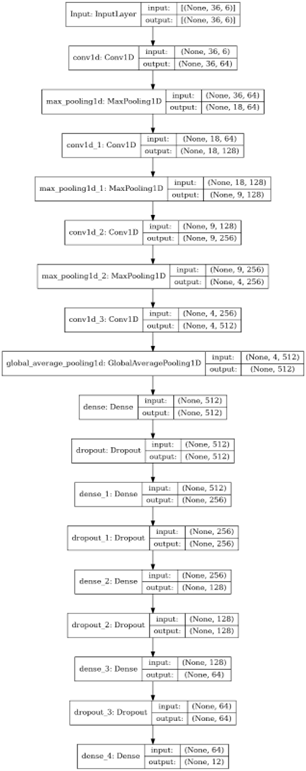 Input: InputLayer input: [(None, 36, 6)]
output: [(None, 36, 6)]
conv1d: Conv1D input: (None, 36, 6)
output: (None, 36, 64)
max_pooling1d: MaxPooling1D input: (None, 36, 64)
output: (None, 18, 64)
conv1d_1: Conv1D input: (None, 18, 64)
output: (None, 18, 128)
max_pooling1d_1: MaxPooling1D input: (None, 18, 128)
output: (None, 9, 128)
conv1d_2: Conv1D input: (None, 9, 128)
output: (None, 9, 256)
max_pooling1d_2: MaxPooling1D input: (None, 9, 256)
output: (None, 4, 256)
conv1d_3: Conv1D input: (None, 4, 256)
output: (None, 4, 512)
global_average_pooling1d: GlobalAveragePooling1D input: (None, 4, 512)
output: (None, 512)
dense: Dense input: (None, 512)
output: (None, 512)
dropout: Dropout input: (None, 512)
output: (None, 512)
dense_1: Dense input: (None, 512)
output: (None, 256)
dropout_1: Dropout input: (None, 256)
output: (None, 256)
dense_2: Dense input: (None, 256)
output: (None, 128)
dropout_2: Dropout input: (None, 128)
output: (None, 128)
dense_3: Dense input: (None, 128)
output: (None, 64)
dropout_3: Dropout input: (None, 64)
output: (None, 64)
dense_4: Dense input: (None, 64)
output: (None, 12)